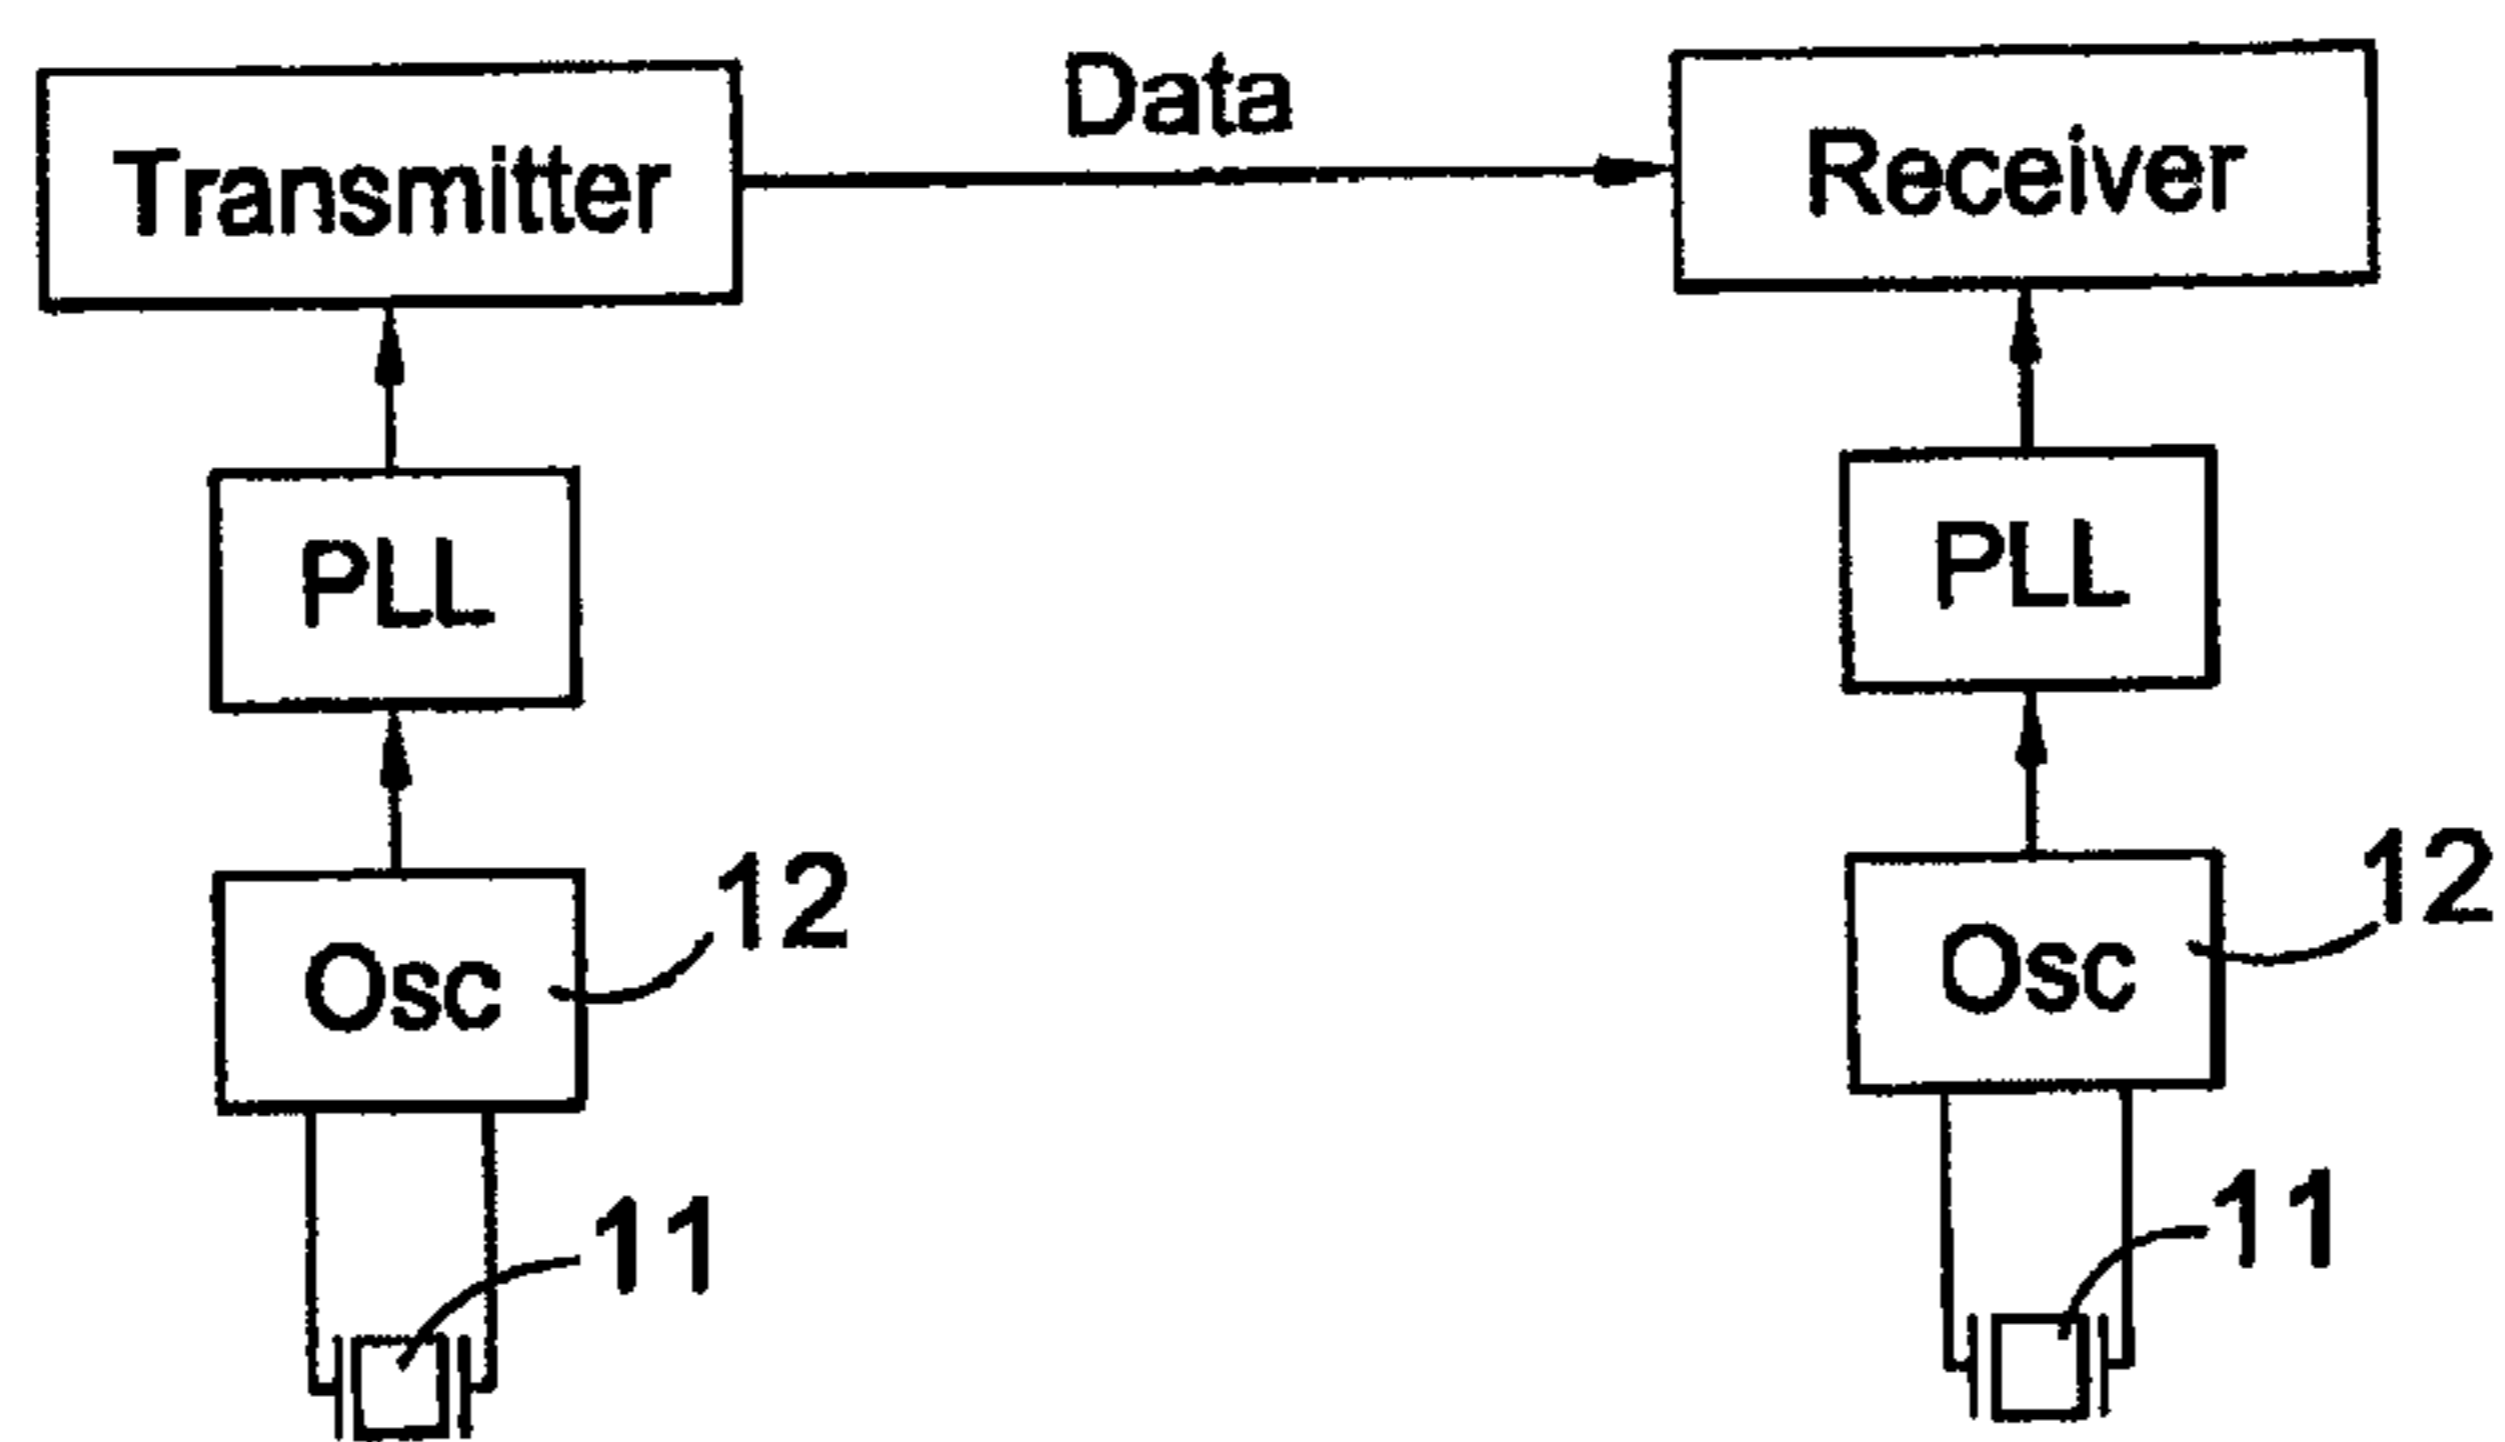 Data
Transmitter
Receiver
PLL
PLL
12
12
Osc
Osc
11
11